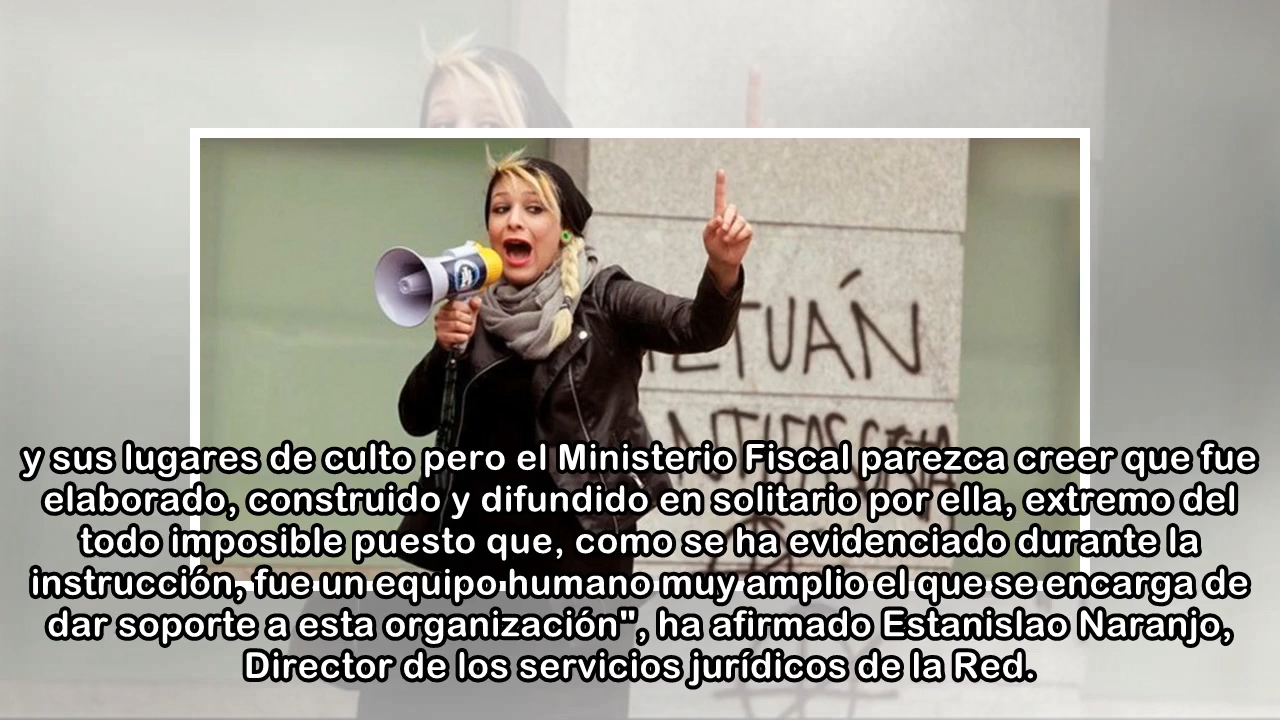 TUÁN
y sus lugares de culto pero el Ministerio Fiscal parezca creer que fue
elaborado, construido y difundido en solitario por ella, extremo del
todo imposible puesto que, como se ha evidenciado durante la
instrucción, fue un equipo humano muy amplio el que se encarga de
dar soporte a esta organización", ha afirmado Estanislao Naranjo,
Director de los servicios jurídicos de la Red.